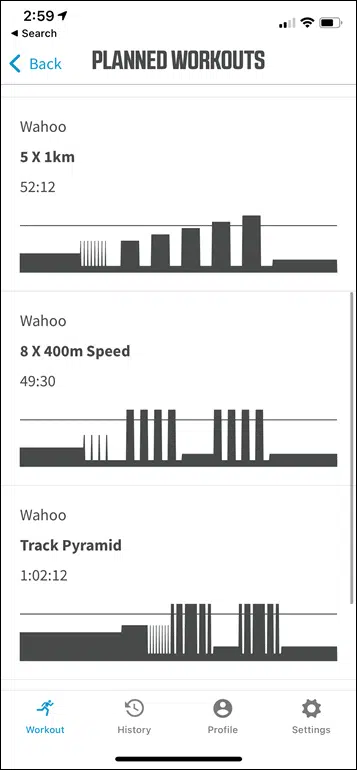 2:59
Search
Back
PLANNED WORKOUTS
Wahoo
5 X 1km
52:12
Wahoo
8 X 400m Speed
49:30
Wahoo
Track Pyramid
1:02:12
Workout
History
Profile
Settings